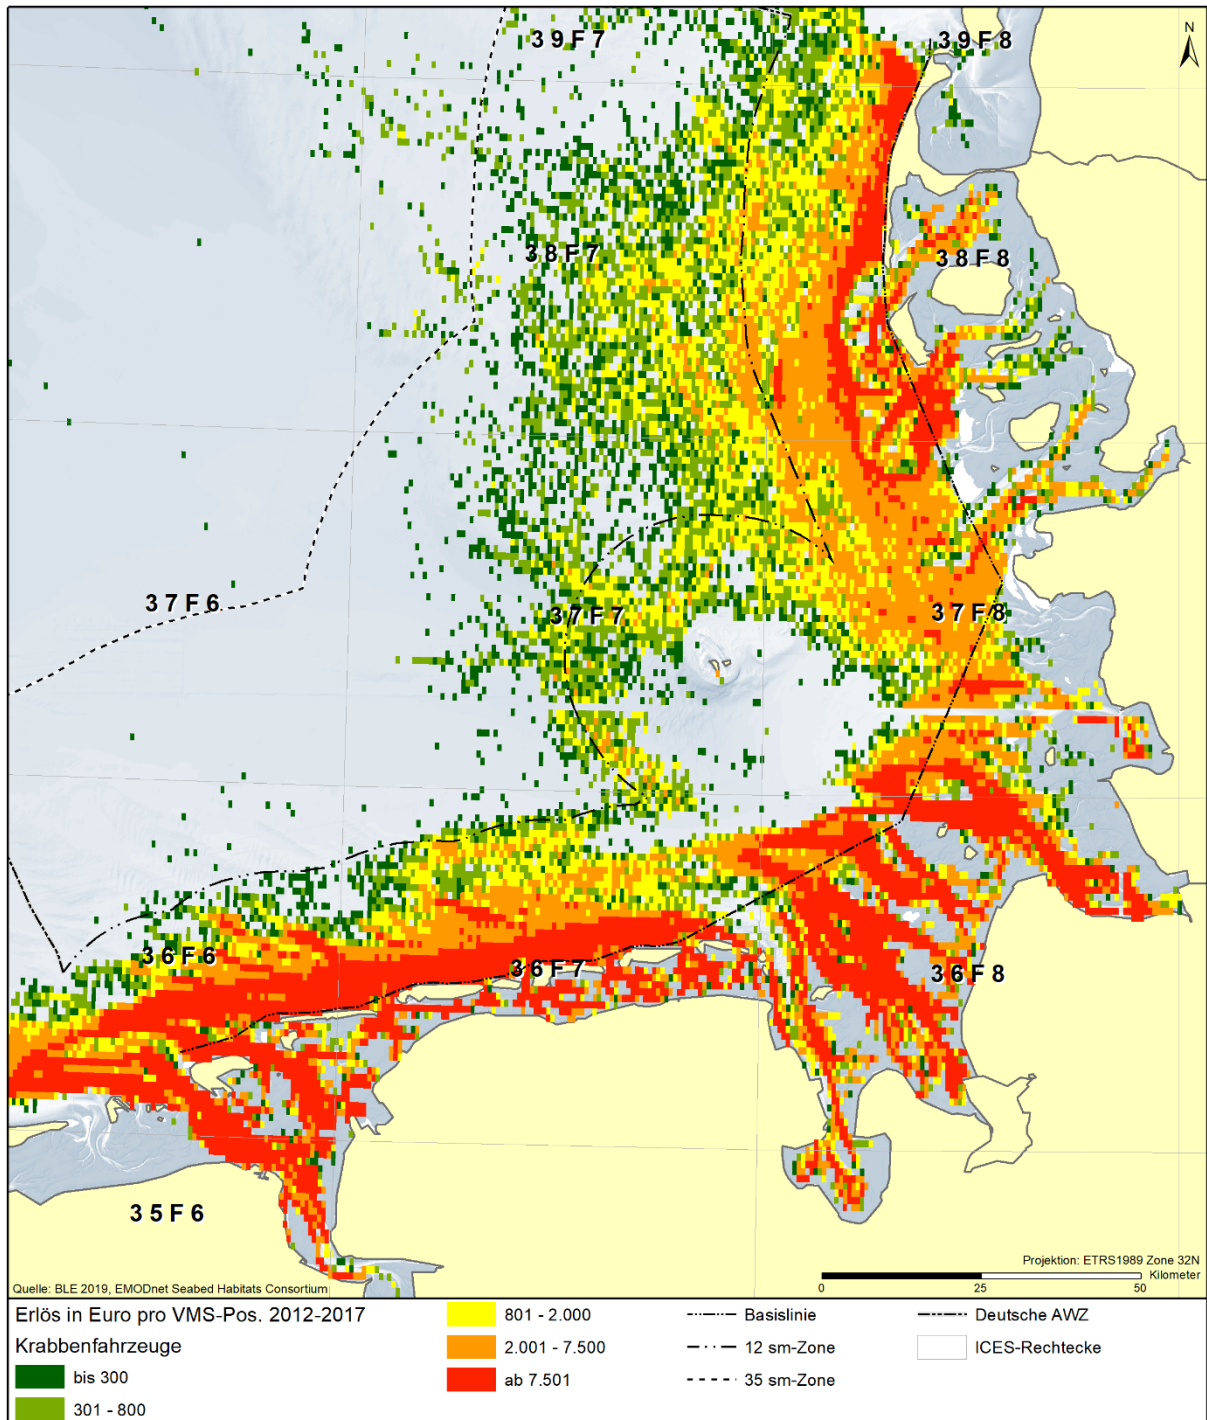 39F7
39F8
N
38F7
38F8
37F6
37F7
37F8
36F6
36F7
36F8
35F6
Projektion: ETRS1989 Zone 32N
Kilometer
0 25 50
Quelle: BLE 2019, EMODnet Seabed Habitats Consortium
Erlös in Euro pro VMS-Pos. 2012-2017
Krabbenfahrzeuge
bis 300
301 - 800
801 - 2.000
2.001 - 7.500
ab 7.501
Basislinie
12 sm-Zone
35 sm-Zone
Deutsche AWZ
ICES-Rechtecke